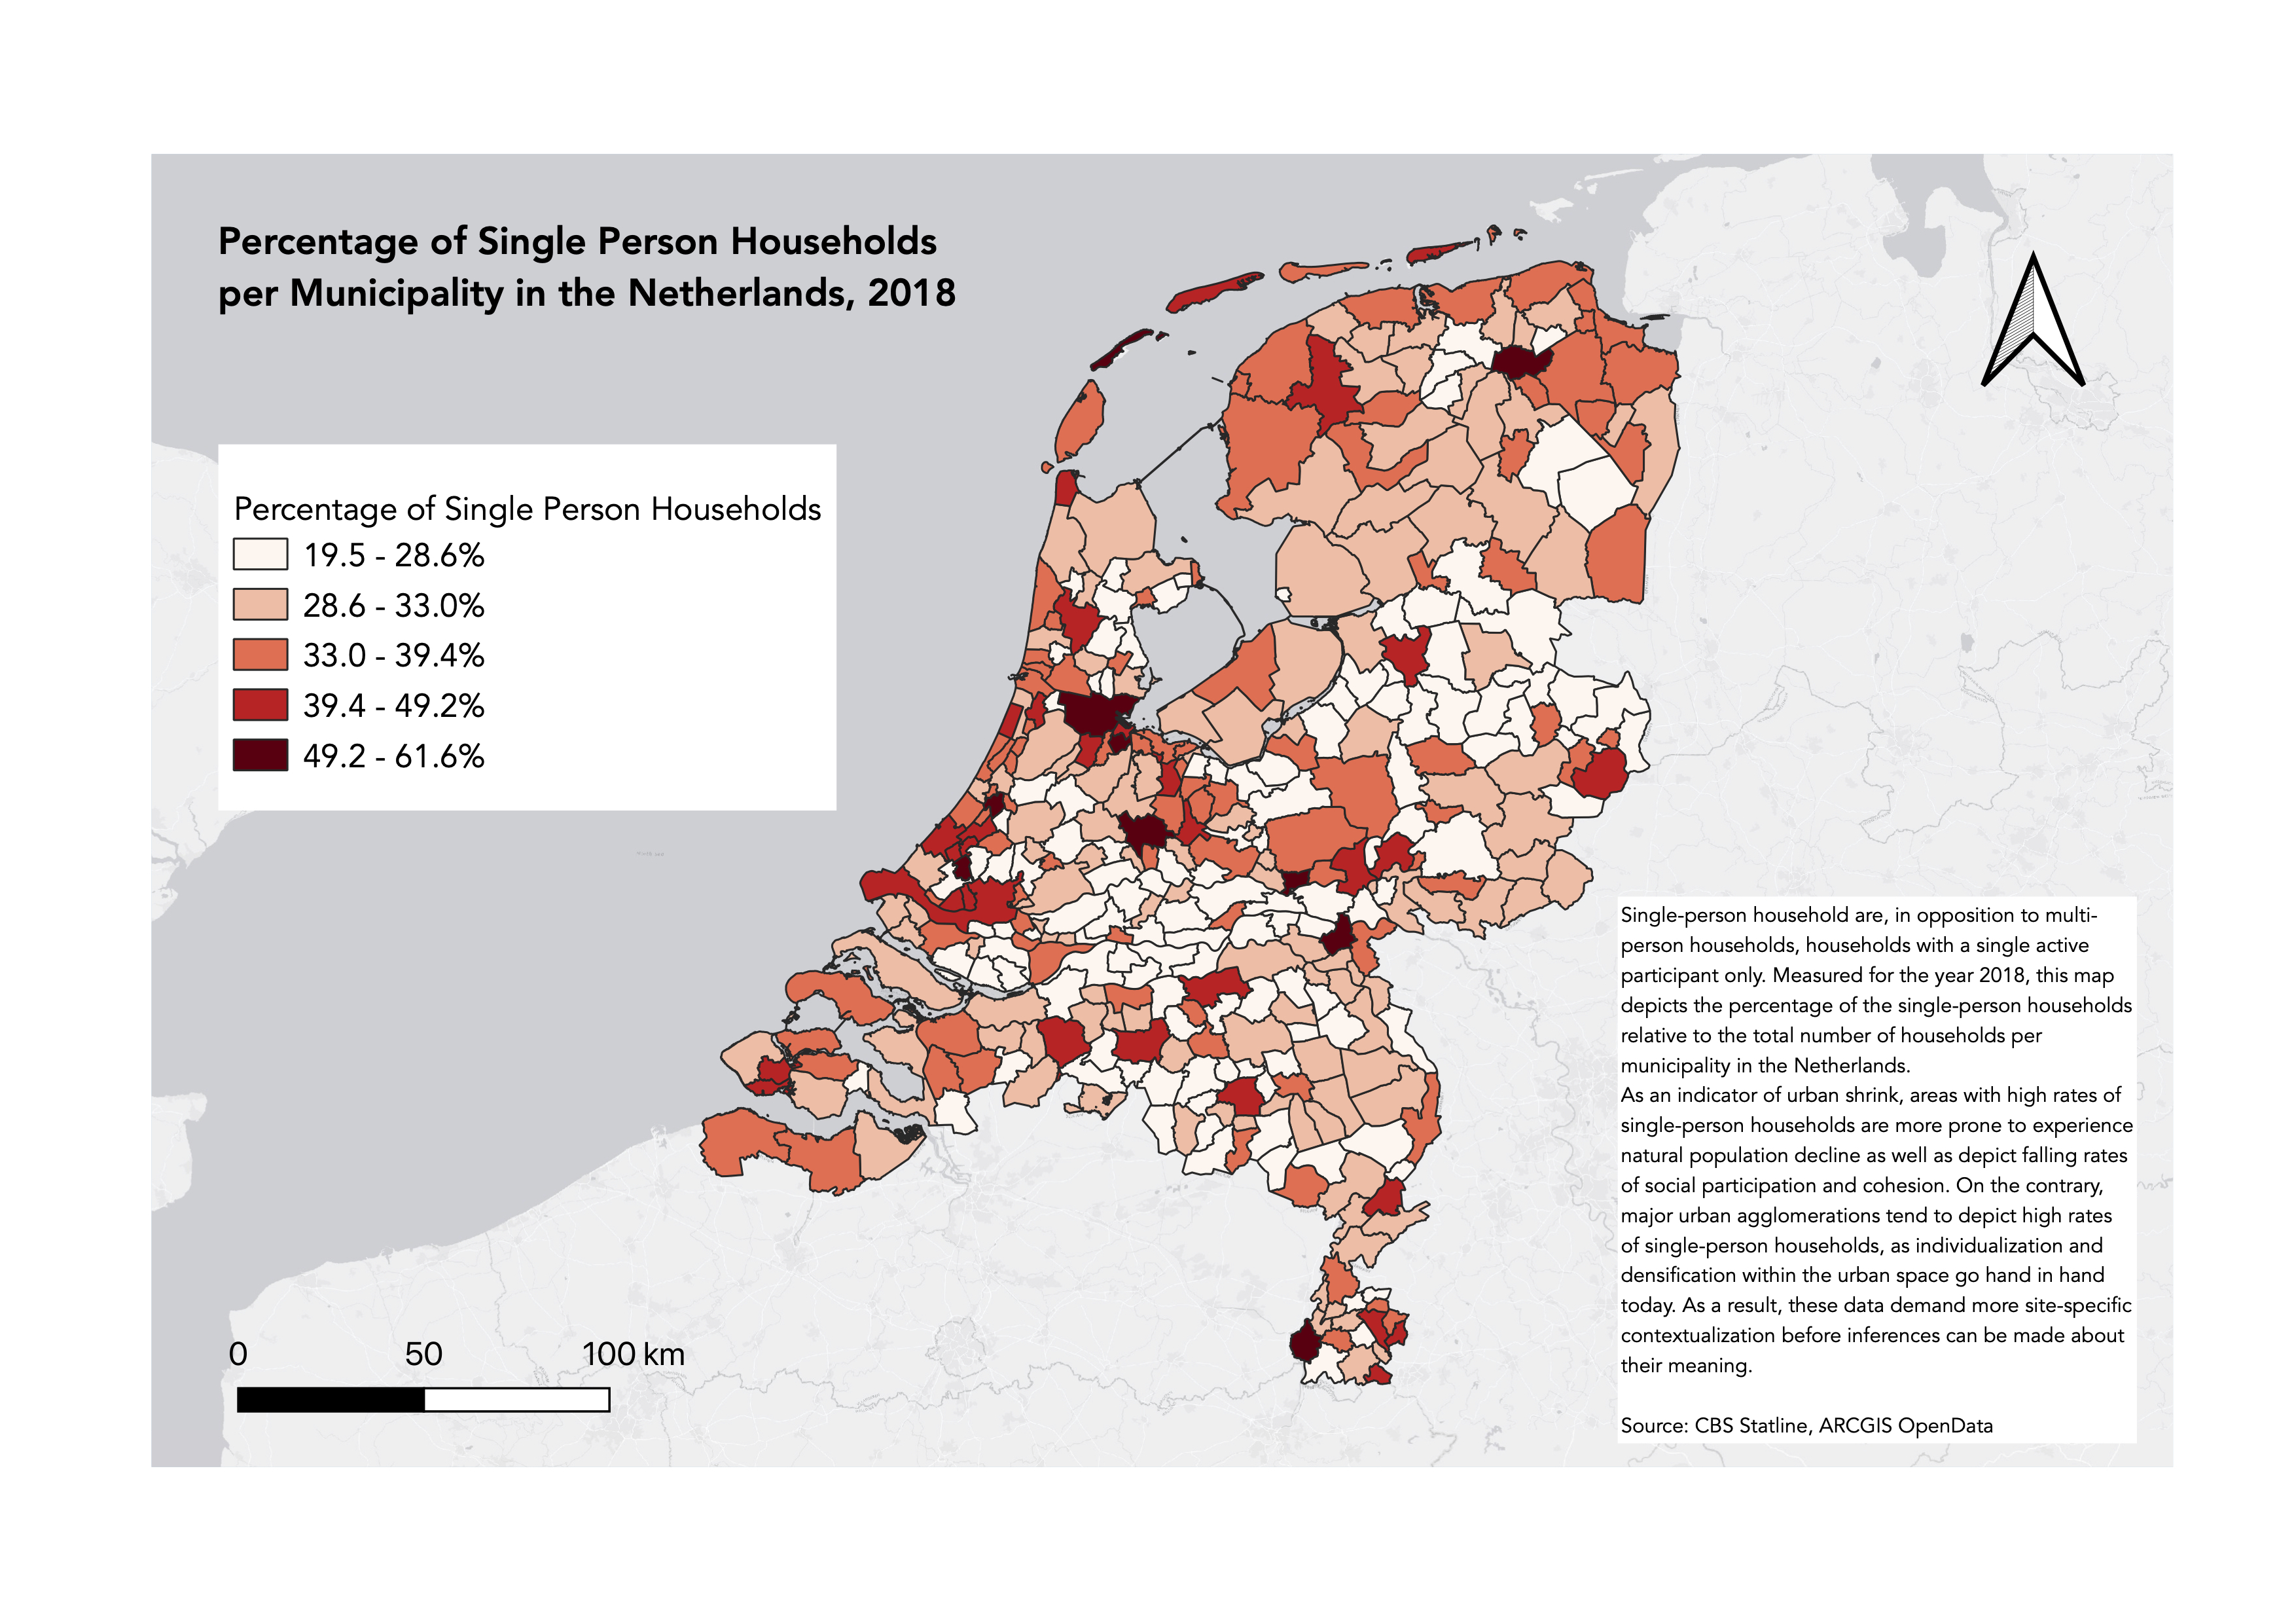 Percentage of Single Person Households
per Municipality in the Netherlands, 2018
Percentage of Single Person Households
19.5 - 28.6%
28.6 - 33.0%
33.0 - 39.4%
39.4 - 49.2%
49.2 - 61.6%
Single-person household are, in opposition to multi-
person households, households with a single active
participant only. Measured for the year 2018, this map
depicts the percentage of the single-person households
relative to the total number of households per
municipality in the Netherlands.
As an indicator of urban shrink, areas with high rates of
single-person households are more prone to experience
natural population decline as well as depict falling rates
of social participation and cohesion. On the contrary,
major urban agglomerations tend to depict high rates
of single-person households, as individualization and
densification within the urban space go hand in hand
today. As a result, these data demand more site-specific
contextualization before inferences can be made about
their meaning.
Source: CBS Statline, ARCGIS OpenData
0 50 100 km